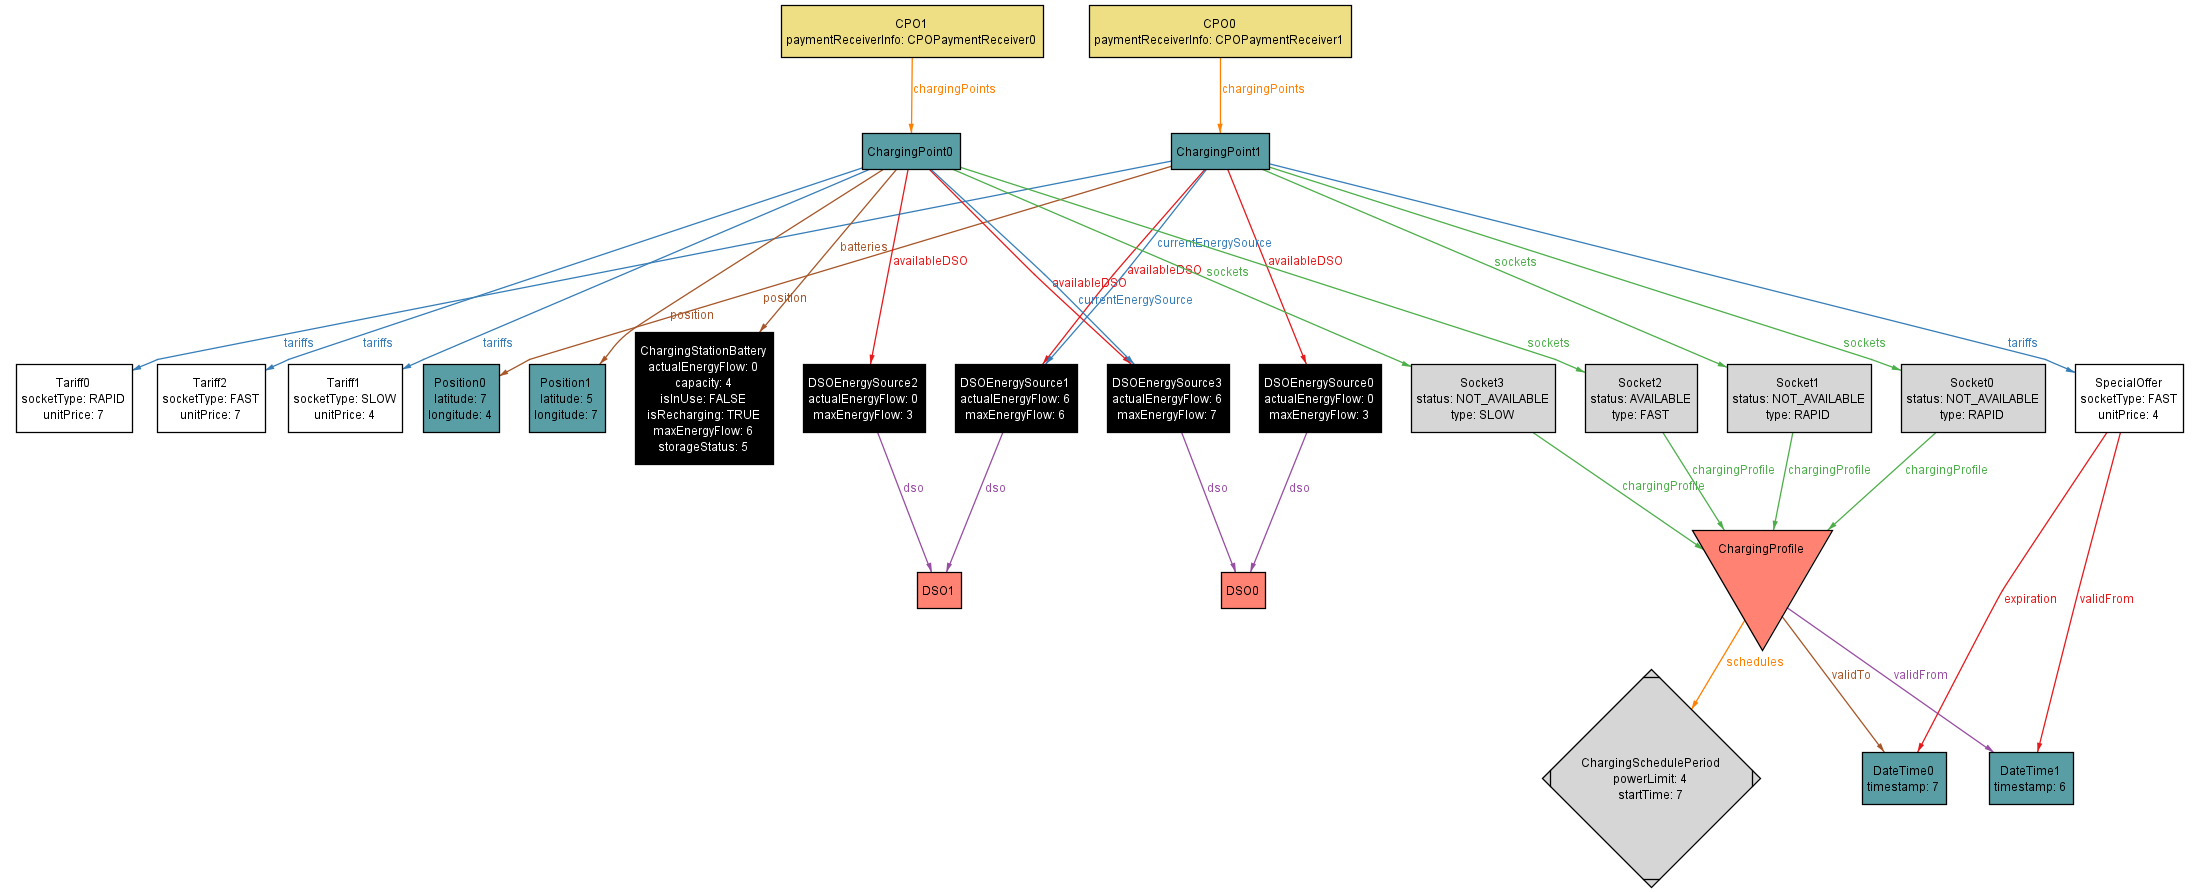 CPO1
paymentReceiverInfo: CPOPaymentReceiver0
CPO0
paymentReceiverInfo: CPOPaymentReceiver1
chargingPoints
chargingPoints
ChargingPoint0
ChargingPoint1
batteries
currentEnergySource
availableDSO
availableDSO
sockets
availableDSO
sockets
availableDSO
position
currentEnergySource
position
tariffs
tariffs
tariffs
sockets
sockets
tariffs
Tariff0
socketType: RAPID
unitPrice: 7
Tariff2
socketType: FAST
unitPrice: 7
Tariff1
socketType: SLOW
unitPrice: 4
Position0
latitude: 7
longitude: 4
Position1
latitude: 5
longitude: 7
ChargingStationBattery
actualEnergyFlow: 0
capacity: 4
isInUse: FALSE
isRecharging: TRUE
maxEnergyFlow: 6
storageStatus: 5
DSOEnergySource2
actualEnergyFlow: 0
maxEnergyFlow: 3
DSOEnergySource1
actualEnergyFlow: 6
maxEnergyFlow: 6
DSOEnergySource3
actualEnergyFlow: 6
maxEnergyFlow: 7
DSOEnergySource0
actualEnergyFlow: 0
maxEnergyFlow: 3
Socket3
status: NOT_AVAILABLE
type: SLOW
Socket2
status: AVAILABLE
type: FAST
Socket1
status: NOT_AVAILABLE
type: RAPID
Socket0
status: NOT_AVAILABLE
type: RAPID
SpecialOffer
socketType: FAST
unitPrice: 4
dso
dso
dso
dso
chargingProfile
chargingProfile
chargingProfile
chargingProfile
ChargingProfile
DSO1
DSO0
expiration
validFrom
schedules
validTo
validFrom
ChargingSchedulePeriod
powerLimit: 4
startTime: 7
DateTime0
timestamp: 7
DateTime1
timestamp: 6